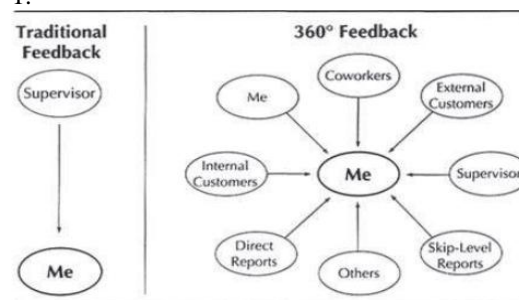 1.
Traditional
Feedback
360° Feedback
Supervisor
Me
Me
Coworkers
External
Customers
Internal
Customers
Me
Supervisor
Direct
Reports
Others
Skip-Level
Reports